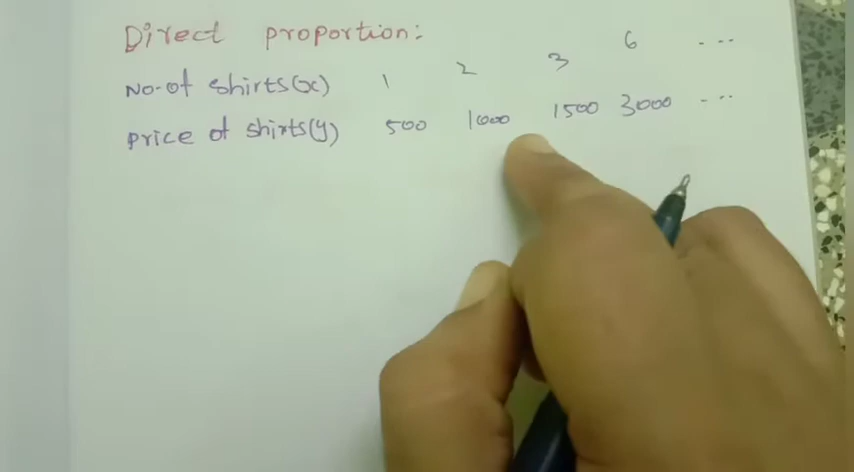 Direct proportion:
No. of shirts(x) 1 2 3 6 ...
price of shirts(y) 500 1000 1500 3000 ...